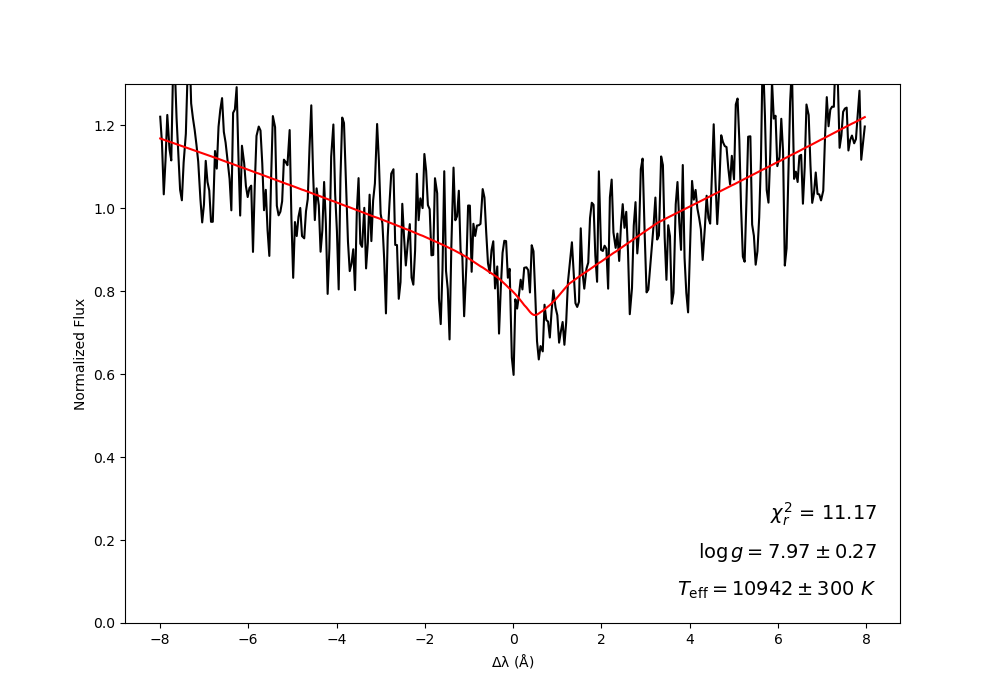 1.2
1.0
0.8
0.6
0.4
0.2
0.0
Normalized Flux
χ²ᵣ = 11.17
log g = 7.97 ± 0.27
T_eff = 10942 ± 300 K
−8 −6 −4 −2 0 2 4 6 8
Δλ (Å)